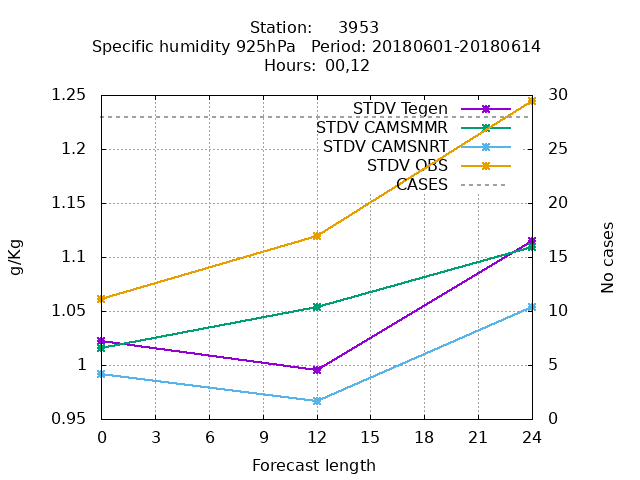 Station: 3953
Specific humidity 925hPa Period: 20180601-20180614
Hours: 00,12
1.25
1.2
1.15
1.1
1.05
1
0.95
g/Kg
STDV Tegen
STDV CAMSMMR
STDV CAMSNRT
STDV OBS
CASES
30
25
20
15
10
5
0
No cases
0 3 6 9 12 15 18 21 24
Forecast length